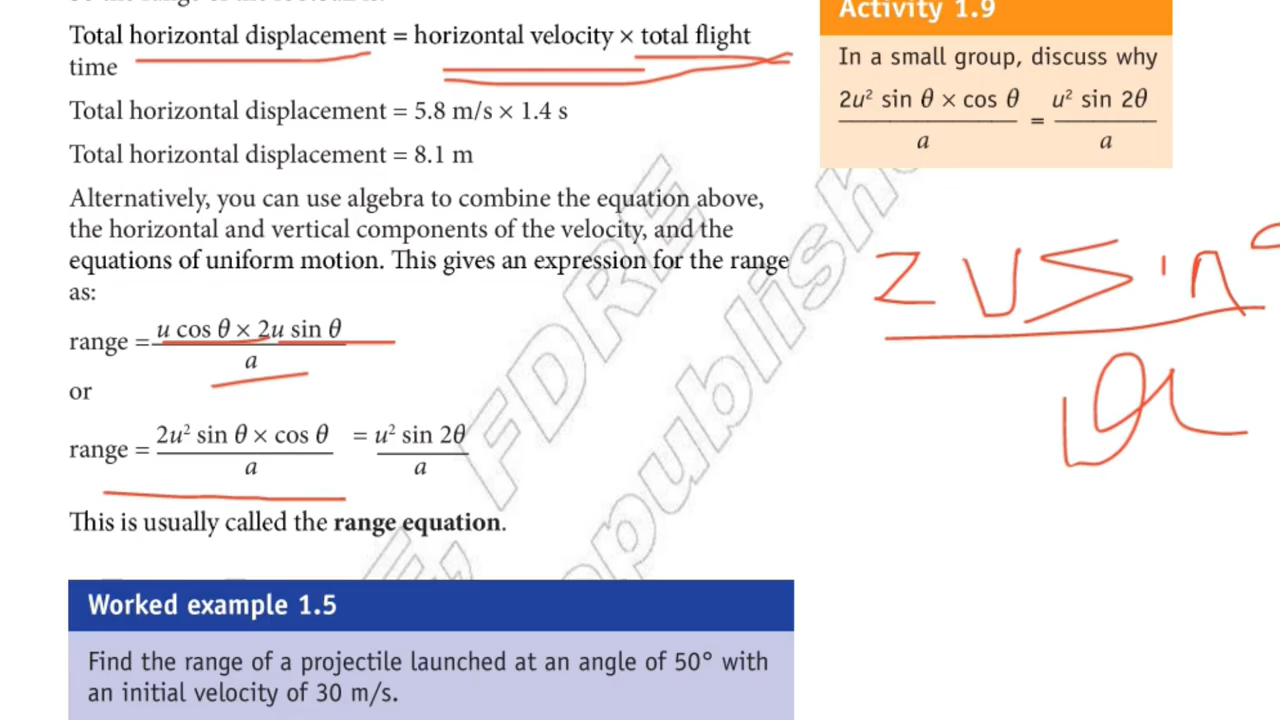 Total horizontal displacement = horizontal velocity × total flight
time
Total horizontal displacement = 5.8 m/s × 1.4 s
Total horizontal displacement = 8.1 m
Alternatively, you can use algebra to combine the equation above,
the horizontal and vertical components of the velocity, and the
equations of uniform motion. This gives an expression for the range
as:
range = u cos θ × 2u sin θ / a
or
range = 2u² sin θ × cos θ / a = u² sin 2θ / a
This is usually called the range equation.
Worked example 1.5
Find the range of a projectile launched at an angle of 50° with
an initial velocity of 30 m/s.
Activity 1.9
In a small group, discuss why
2u² sin θ × cos θ / a = u² sin 2θ / a
2 u sin
FDRE